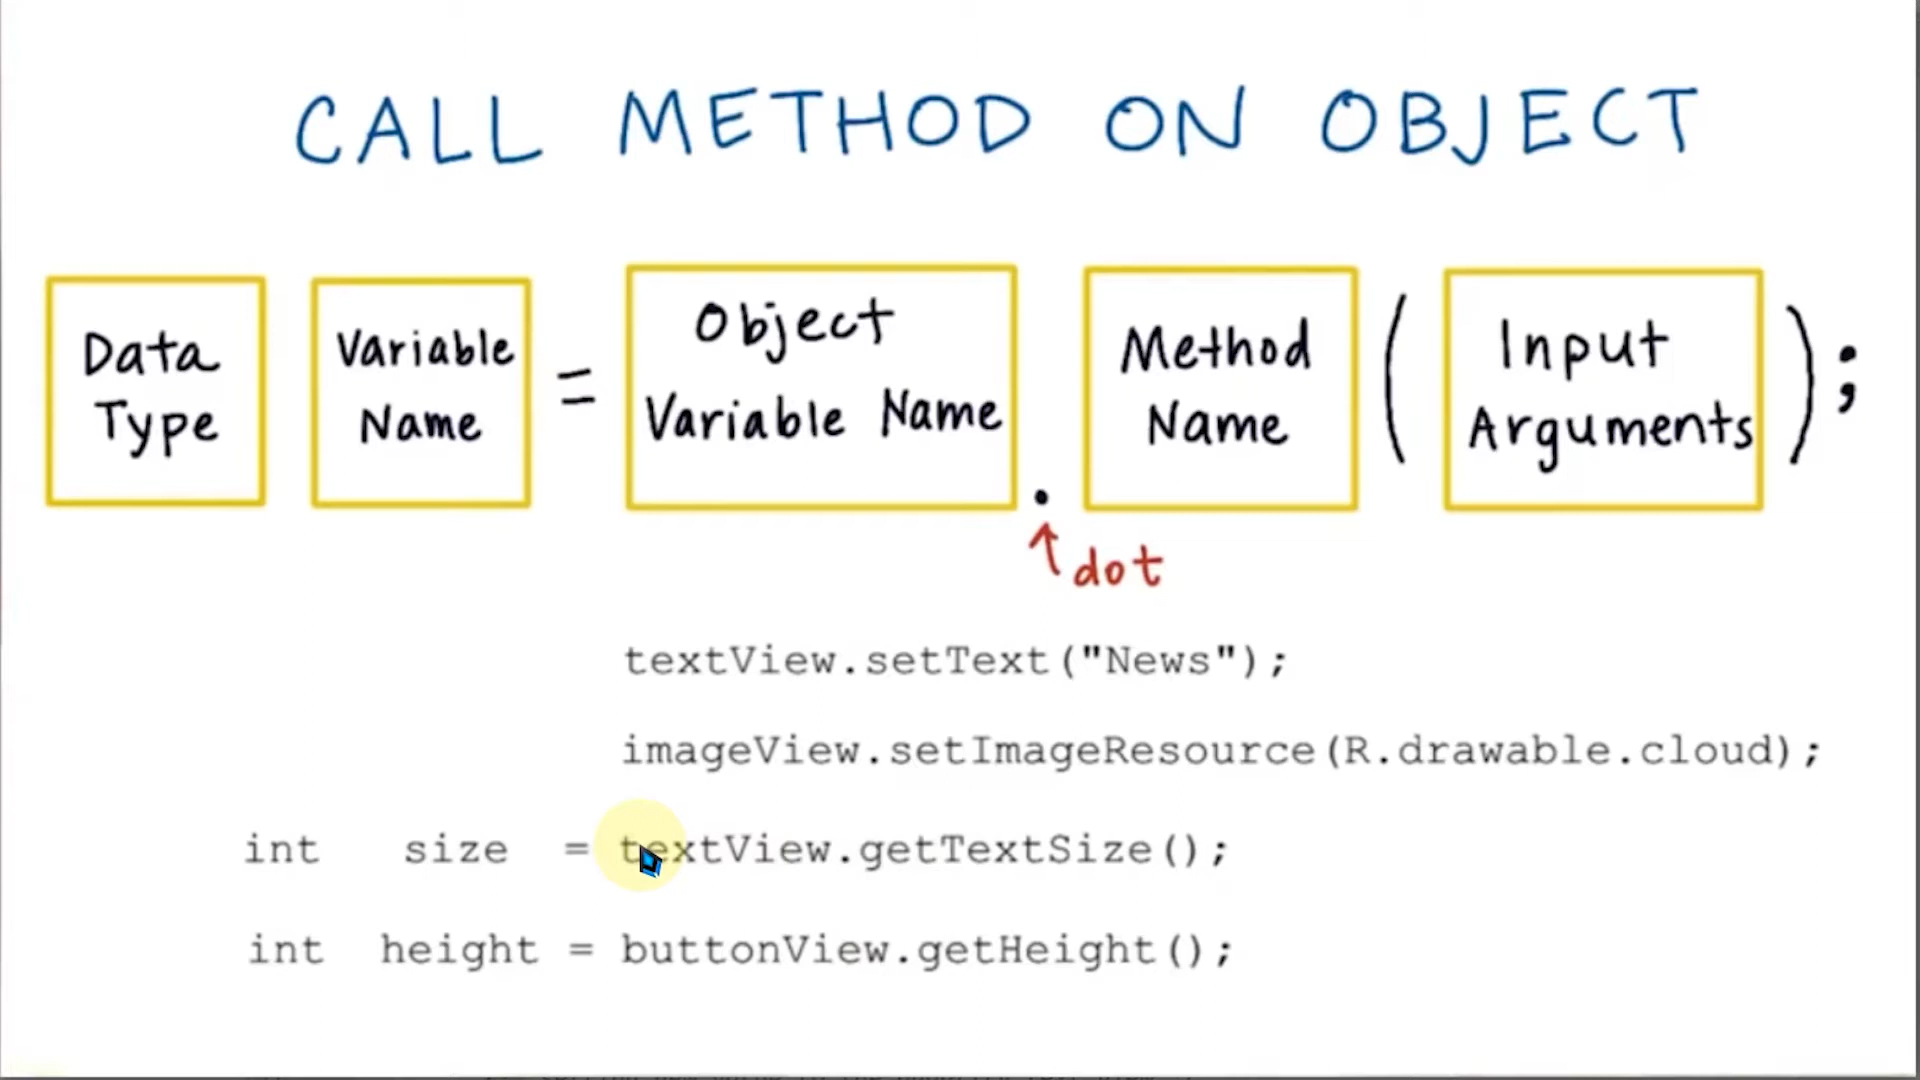 CALL METHOD ON OBJECT
Data Type Variable Name = Object Variable Name . Method Name ( Input Arguments ) ;
dot
textView.setText("News");
imageView.setImageResource(R.drawable.cloud);
int size = textView.getTextSize();
int height = buttonView.getHeight();